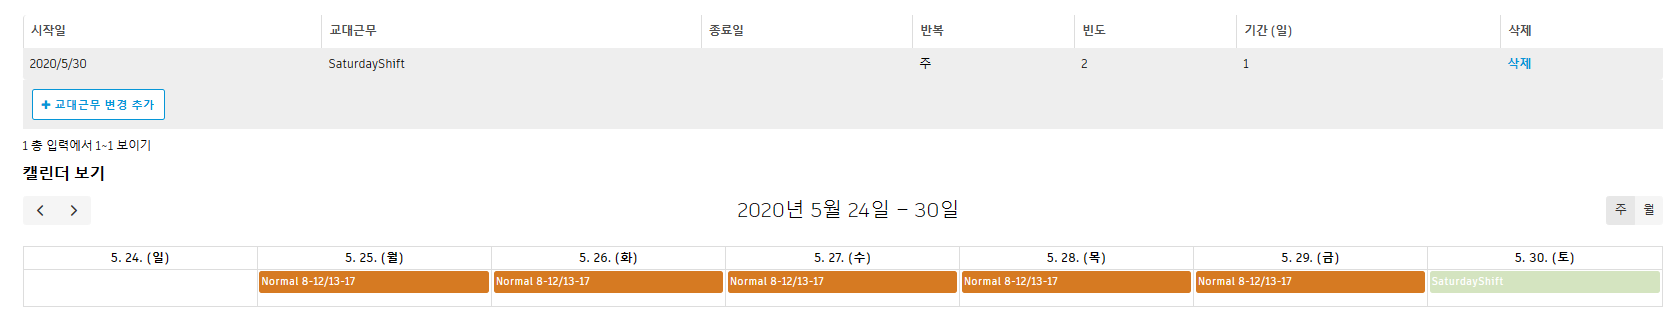 시작일 교대근무 종료일 반복 빈도 기간 (일) 삭제
2020/5/30 SaturdayShift 주 2 1 삭제
+ 교대근무 변경 추가
1 총 입력에서 1~1 보이기
캘린더 보기
2020년 5월 24일 – 30일 주 월
5. 24. (일) 5. 25. (월) 5. 26. (화) 5. 27. (수) 5. 28. (목) 5. 29. (금) 5. 30. (토)
Normal 8-12/13-17 Normal 8-12/13-17 Normal 8-12/13-17 Normal 8-12/13-17 Normal 8-12/13-17 SaturdayShift